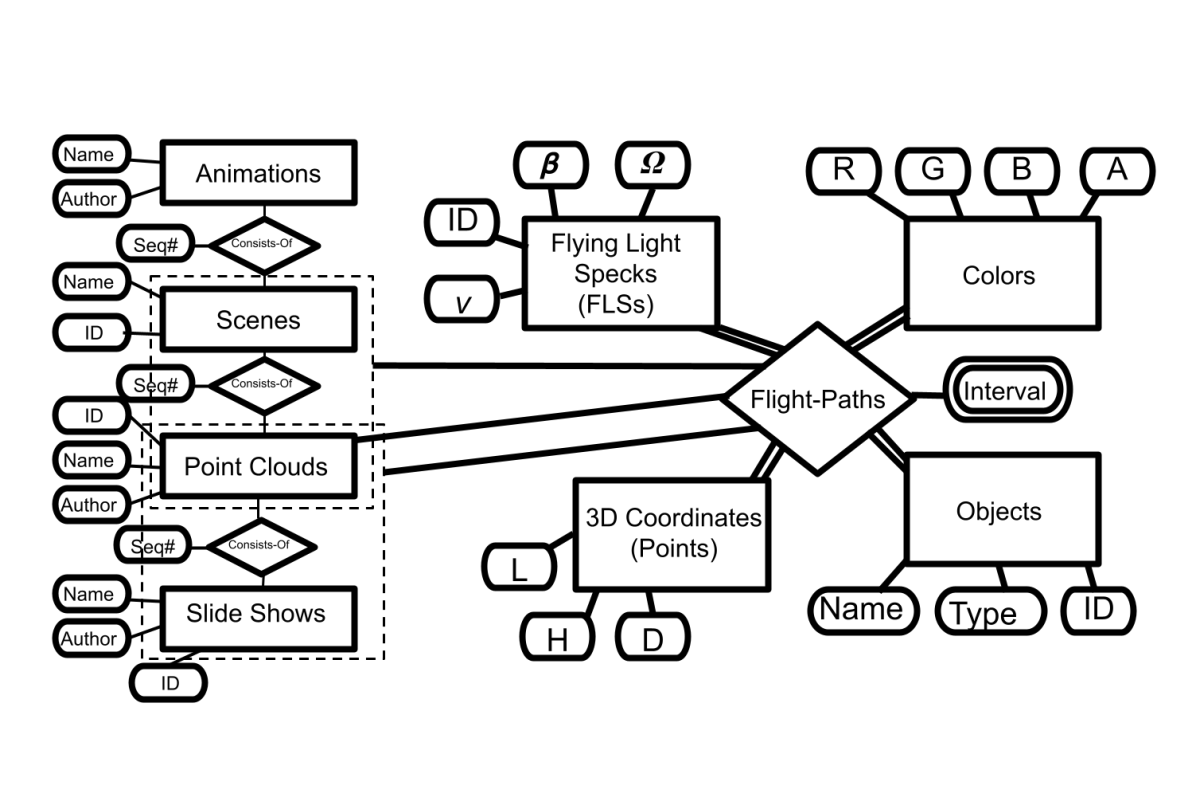 Name
Author
Animations
Seq#
Consists-Of
Name
ID
Scenes
Seq#
Consists-Of
ID
Name
Author
Point Clouds
Seq#
Consists-Of
Name
Author
ID
Slide Shows
β
Ω
ID
v
Flying Light
Specks
(FLSs)
R
G
B
A
Colors
Flight-Paths
Interval
3D Coordinates
(Points)
L
H
D
Objects
Name
Type
ID